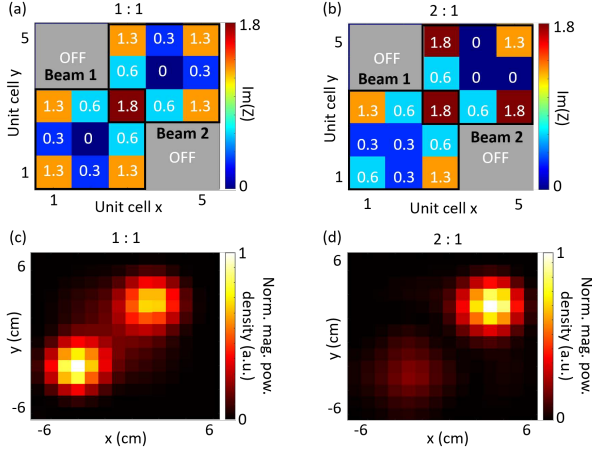 (a)
1 : 1
5
OFF
1.3
0.3
1.3
1.8
Beam 1
0.6
0
0.3
Unit cell y
1.3
0.6
1.8
0.6
1.3
Im(Z)
0.3
0
0.6
Beam 2
1
1.3
0.3
1.3
OFF
0
1
Unit cell x
5
(b)
2 : 1
5
OFF
1.8
0
1.3
1.8
Beam 1
0.6
0
0
Unit cell y
1.3
0.6
1.8
0.6
1.8
Im(Z)
0.3
0.3
0.6
Beam 2
1
0.6
0.3
1.3
OFF
0
1
Unit cell x
5
(c)
1 : 1
6
y (cm)
-6
-6
x (cm)
6
1
0
Norm. mag. pow.
density (a.u.)
(d)
2 : 1
6
y (cm)
-6
-6
x (cm)
6
1
0
Norm. mag. pow.
density (a.u.)